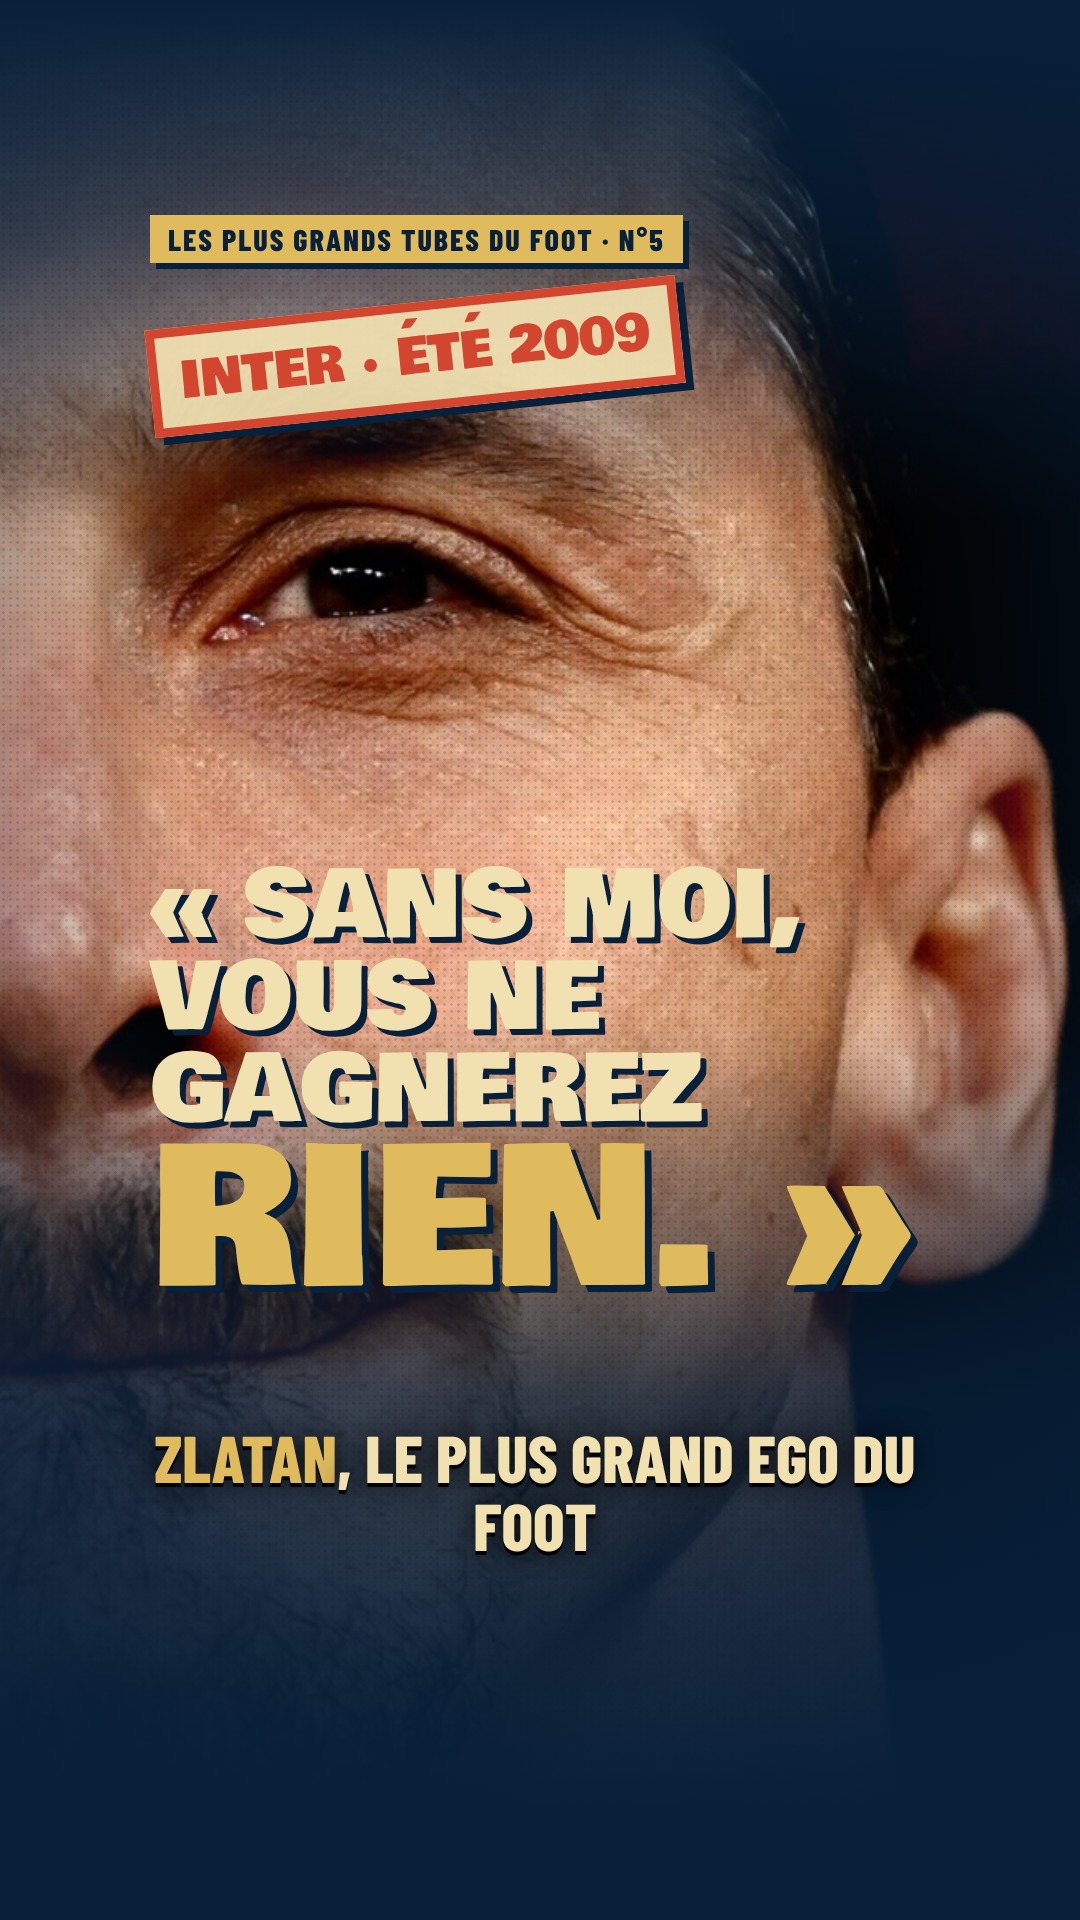 LES PLUS GRANDS TUBES DU FOOT · N°5
INTER · ÉTÉ 2009
« SANS MOI,
VOUS NE
GAGNEREZ
RIEN. »
ZLATAN, LE PLUS GRAND EGO DU
FOOT